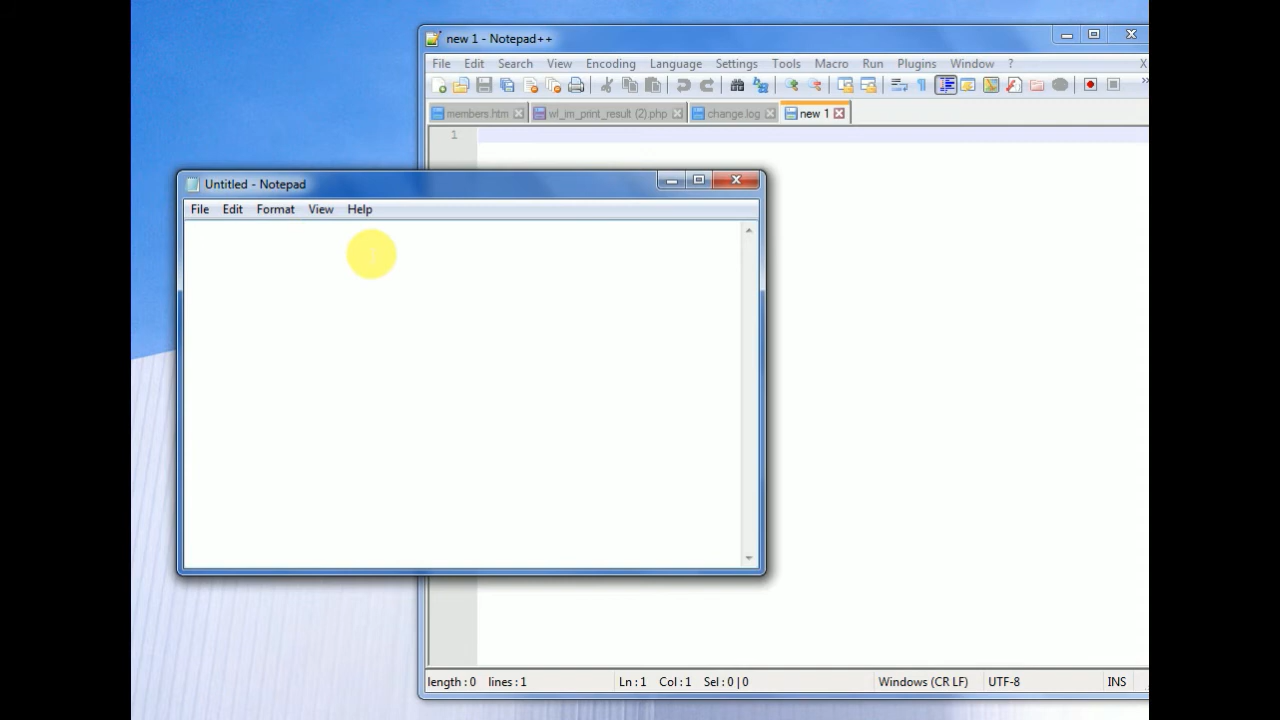 new 1 - Notepad++
File Edit Search View Encoding Language Settings Tools Macro Run Plugins Window ? X
members.htm wl_im_print_result (2).php change.log new 1
1
Untitled - Notepad
File Edit Format View Help
length : 0 lines : 1 Ln : 1 Col : 1 Sel : 0 | 0 Windows (CR LF) UTF-8 INS